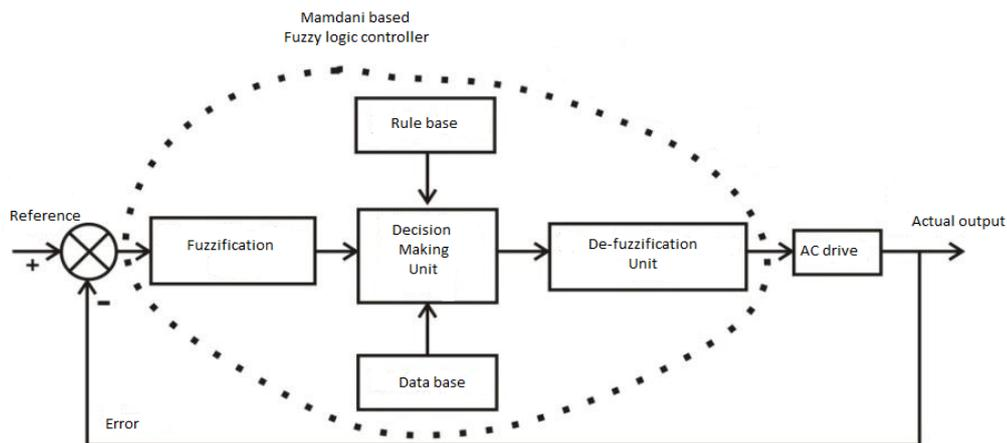 Mamdani based
Fuzzy logic controller
Rule base
Reference
+
-
Fuzzification
Decision
Making
Unit
De-fuzzification
Unit
AC drive
Actual output
Data base
Error